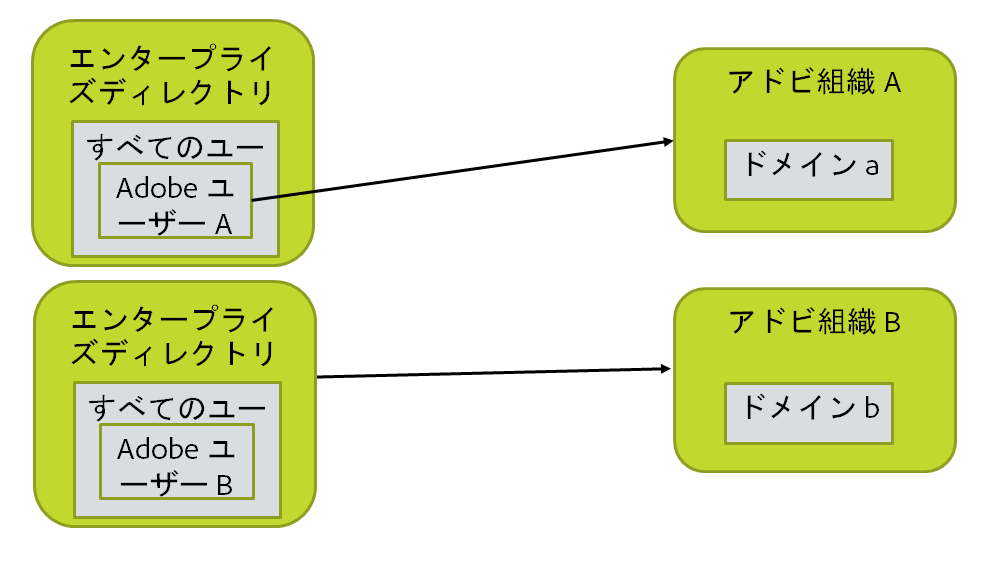 エンタープライ
ズディレクトリ
すべてのユー
Adobe ユ
ーザー A
アドビ組織 A
ドメイン a
エンタープライ
ズディレクトリ
すべてのユー
Adobe ユ
ーザー B
アドビ組織 B
ドメイン b